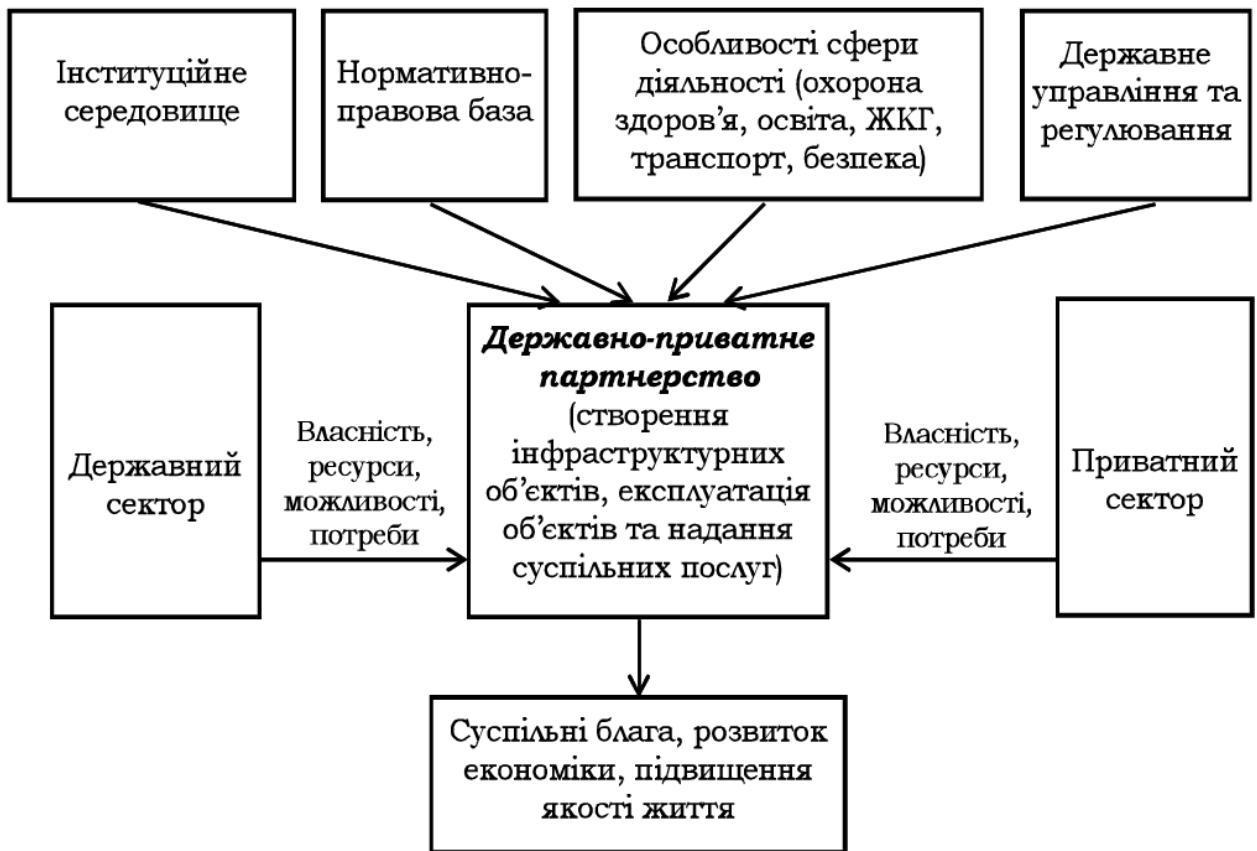 Інституційне
середовище
Нормативно-
правова база
Особливості сфери
діяльності (охорона
здоров’я, освіта, ЖКГ,
транспорт, безпека)
Державне
управління та
регулювання
Державний
сектор
Власність,
ресурси,
можливості,
потреби
Державно-приватне
партнерство
(створення
інфраструктурних
об’єктів, експлуатація
об’єктів та надання
суспільних послуг)
Власність,
ресурси,
можливості,
потреби
Приватний
сектор
Суспільні блага, розвиток
економіки, підвищення
якості життя